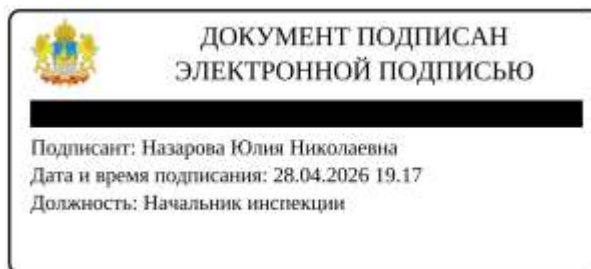 ДОКУМЕНТ ПОДПИСАН
ЭЛЕКТРОННОЙ ПОДПИСЬЮ
Подписант: Назарова Юлия Николаевна
Дата и время подписания: 28.04.2026 19.17
Должность: Начальник инспекции